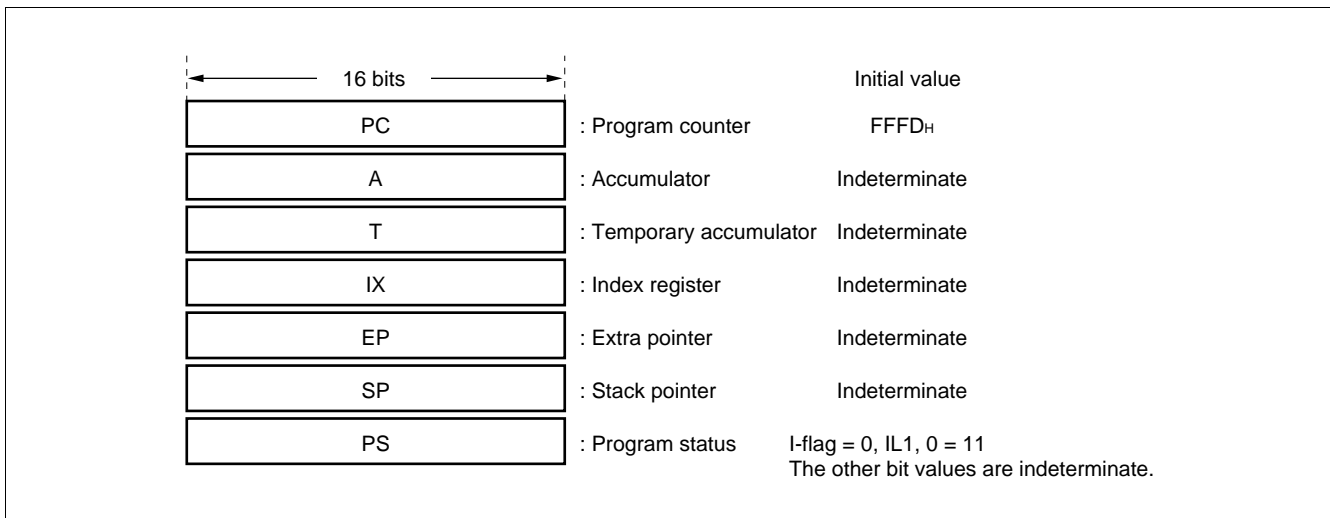 16 bits Initial value
PC : Program counter FFFDH
A : Accumulator Indeterminate
T : Temporary accumulator Indeterminate
IX : Index register Indeterminate
EP : Extra pointer Indeterminate
SP : Stack pointer Indeterminate
PS : Program status I-flag = 0, IL1, 0 = 11
The other bit values are indeterminate.